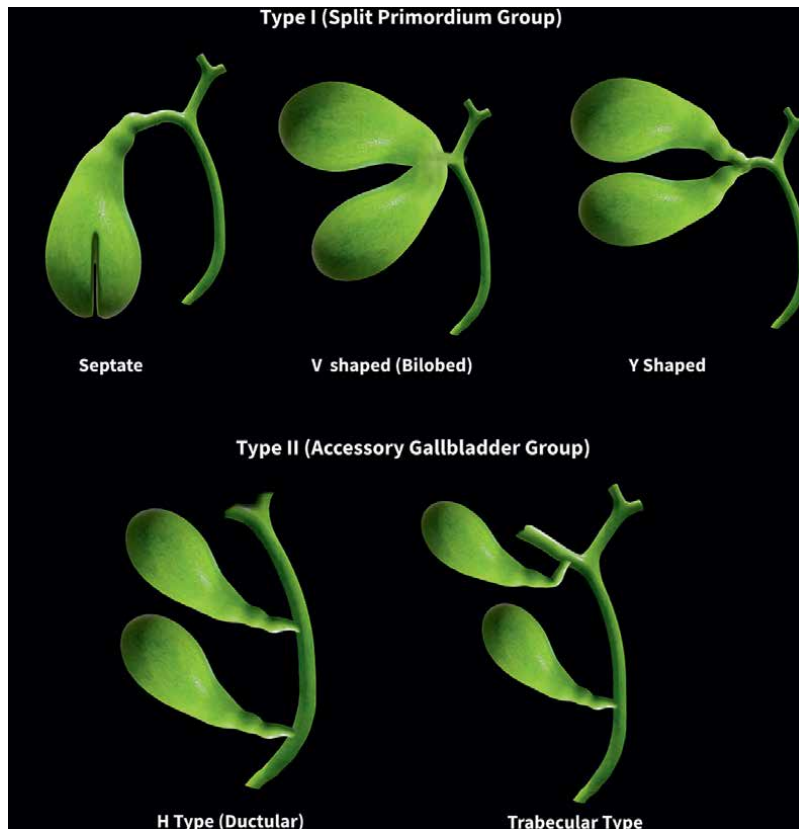 Type I (Split Primordium Group)
Septate
V shaped (Bilobed)
Y Shaped
Type II (Accessory Gallbladder Group)
H Type (Ductular)
Trabecular Type